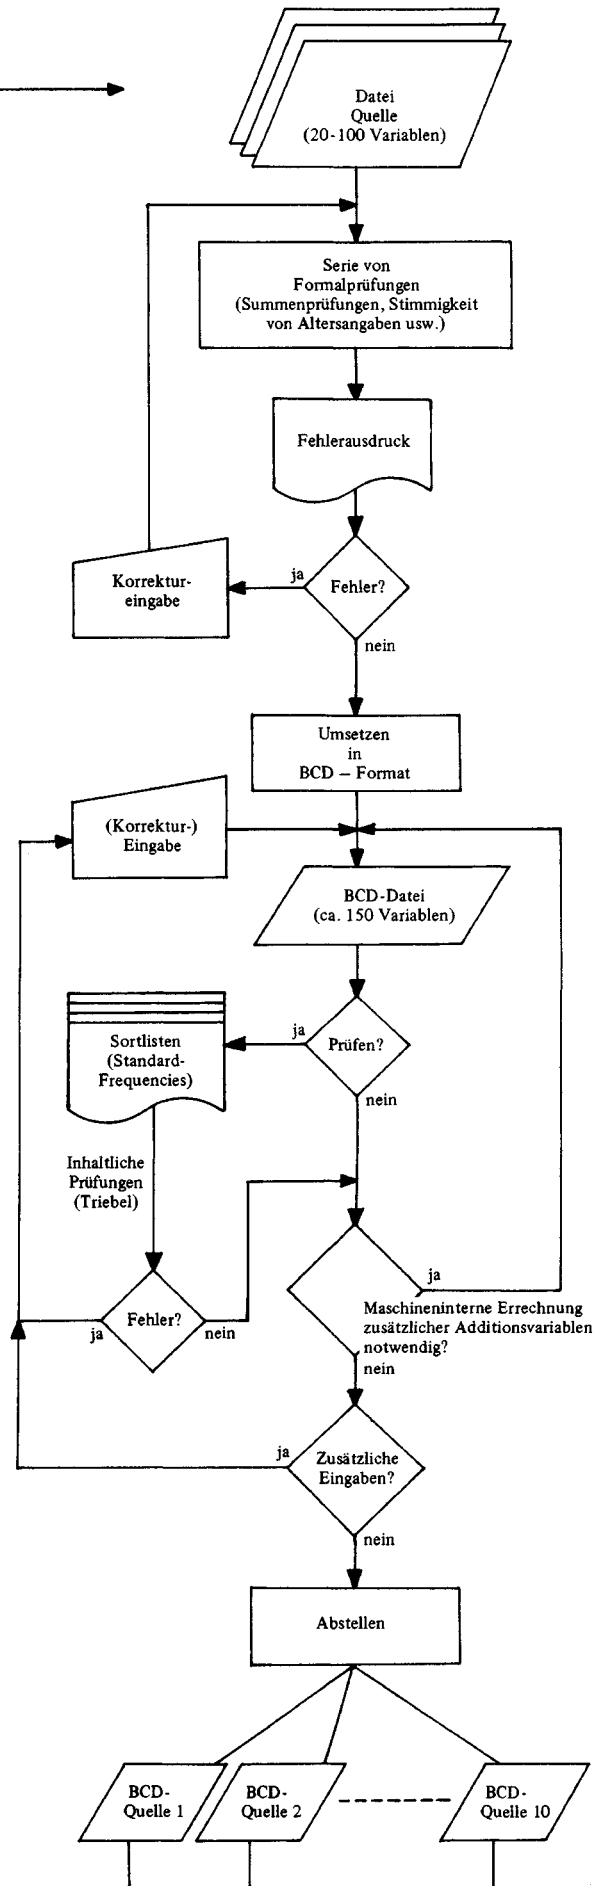 Datei
Quelle
(20-100 Variablen)
Serie von
Formalprüfungen
(Summenprüfungen, Stimmigkeit
von Altersangaben usw.)
Fehlerausdruck
ja
Fehler?
Korrektur-
eingabe
nein
Umsetzen
in
BCD – Format
(Korrektur-)
Eingabe
BCD-Datei
(ca. 150 Variablen)
ja
Prüfen?
Sortlisten
(Standard-
Frequencies)
nein
Inhaltliche
Prüfungen
(Triebel)
ja
Maschineninterne Errechnung
zusätzlicher Additionsvariablen
notwendig?
Fehler?
ja
nein
nein
ja
Zusätzliche
Eingaben?
nein
Abstellen
BCD-
Quelle 1
BCD-
Quelle 2
BCD-
Quelle 10